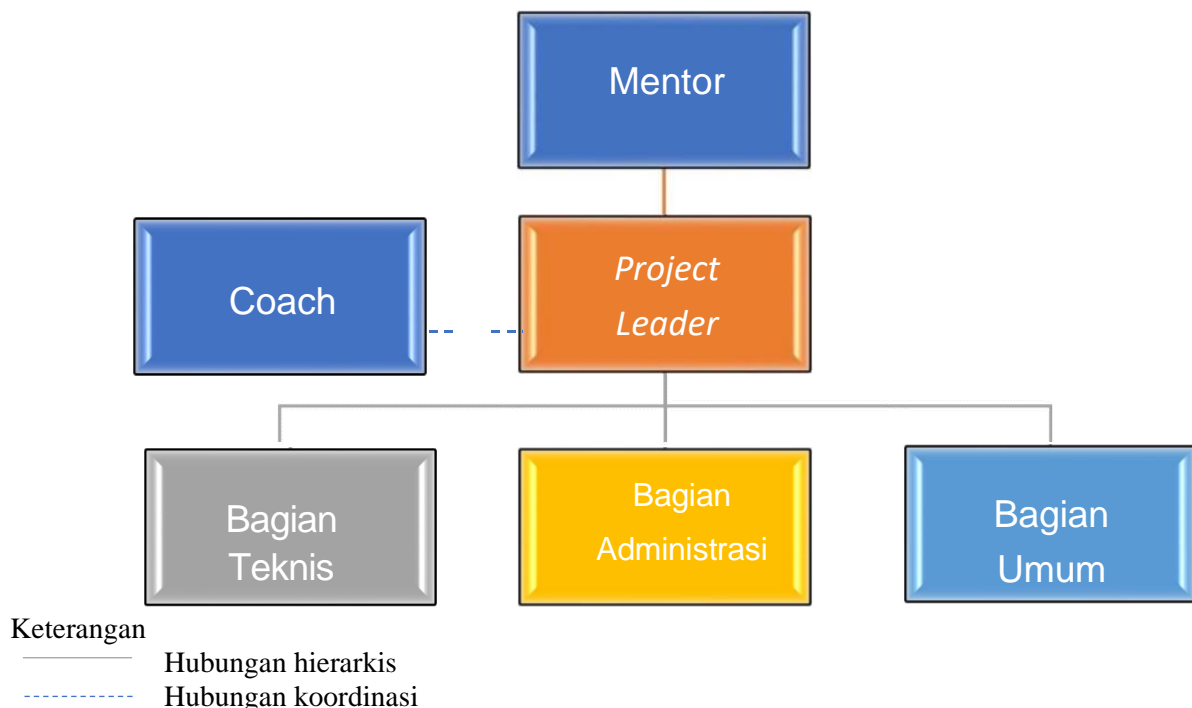 Mentor
Coach
Project
Leader
Bagian
Teknis
Bagian
Administrasi
Bagian
Umum
Keterangan
Hubungan hierarkis
Hubungan koordinasi